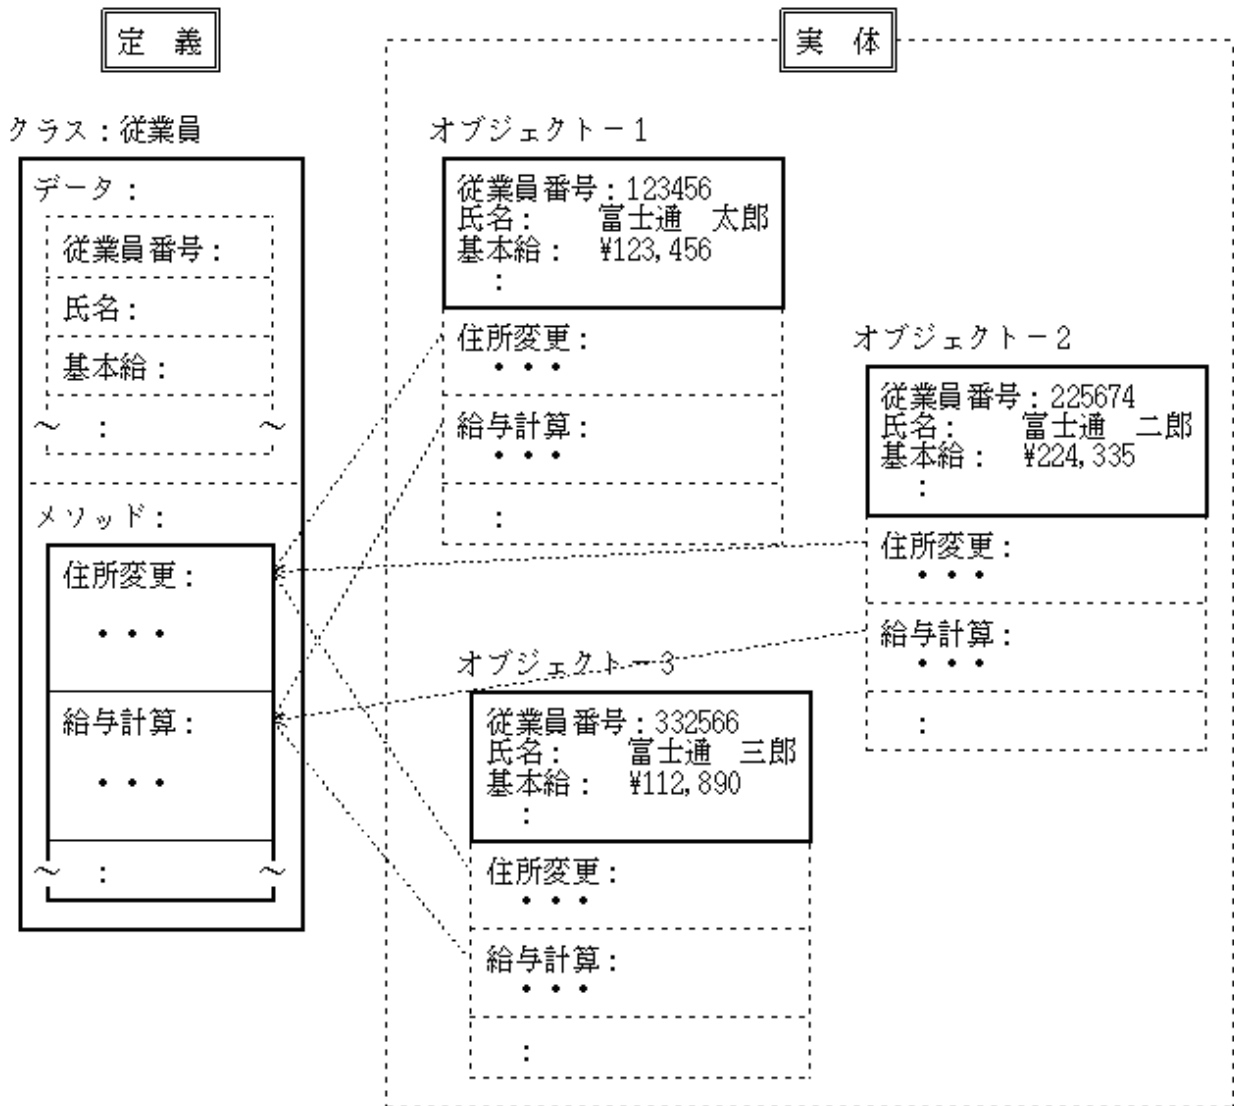 定　義
実　体
クラス：従業員
データ：
従業員番号：
氏名：
基本給：
～　：　～
メソッド：
住所変更：
・・・
給与計算：
・・・
～　：　～
オブジェクト－1
従業員番号：123456
氏名：　富士通　太郎
基本給：　¥123,456
：
住所変更：
・・・
給与計算：
・・・
：
オブジェクト－2
従業員番号：225674
氏名：　富士通　二郎
基本給：　¥224,335
：
住所変更：
・・・
給与計算：
・・・
：
オブジェクト－3
従業員番号：332566
氏名：　富士通　三郎
基本給：　¥112,890
：
住所変更：
・・・
給与計算：
・・・
：